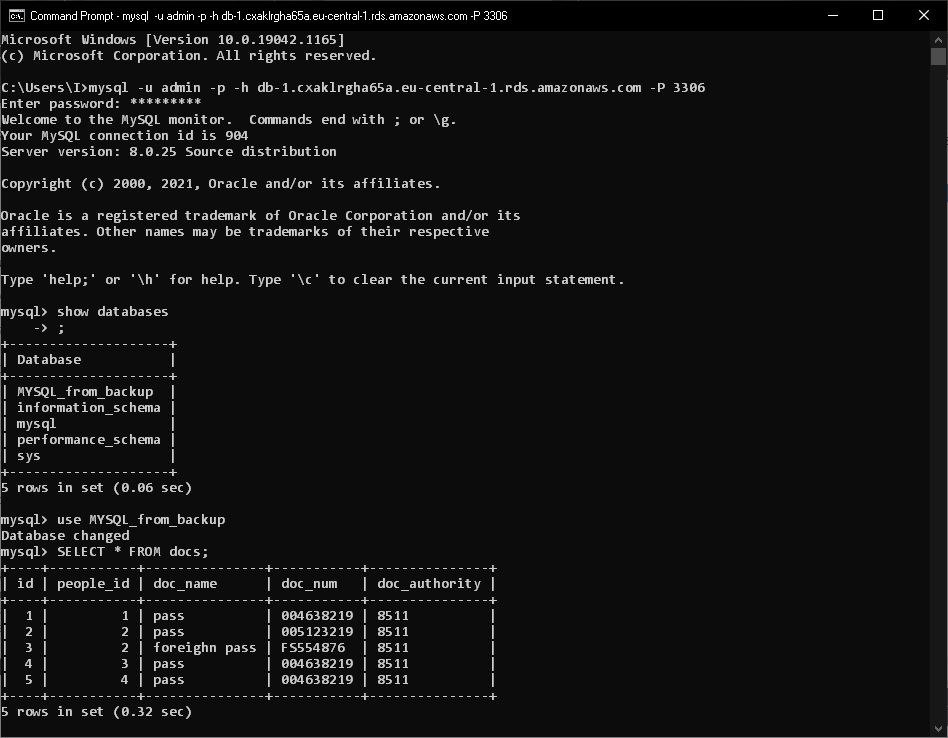 Command Prompt - mysql -u admin -p -h db-1.cxaklrgha65a.eu-central-1.rds.amazonaws.com -P 3306
Microsoft Windows [Version 10.0.19042.1165]
(c) Microsoft Corporation. All rights reserved.

C:\Users\I>mysql -u admin -p -h db-1.cxaklrgha65a.eu-central-1.rds.amazonaws.com -P 3306
Enter password: *********
Welcome to the MySQL monitor.  Commands end with ; or \g.
Your MySQL connection id is 904
Server version: 8.0.25 Source distribution

Copyright (c) 2000, 2021, Oracle and/or its affiliates.

Oracle is a registered trademark of Oracle Corporation and/or its
affiliates. Other names may be trademarks of their respective
owners.

Type 'help;' or '\h' for help. Type '\c' to clear the current input statement.

mysql> show databases
    -> ;
+--------------------+
| Database           |
+--------------------+
| MYSQL_from_backup  |
| information_schema |
| mysql              |
| performance_schema |
| sys                |
+--------------------+
5 rows in set (0.06 sec)

mysql> use MYSQL_from_backup
Database changed
mysql> SELECT * FROM docs;
+----+-----------+---------------+-----------+---------------+
| id | people_id | doc_name      | doc_num   | doc_authority |
+----+-----------+---------------+-----------+---------------+
|  1 |         1 | pass          | 004638219 | 8511          |
|  2 |         2 | pass          | 005123219 | 8511          |
|  3 |         2 | foreighn pass | FS554876  | 8511          |
|  4 |         3 | pass          | 004638219 | 8511          |
|  5 |         4 | pass          | 004638219 | 8511          |
+----+-----------+---------------+-----------+---------------+
5 rows in set (0.32 sec)